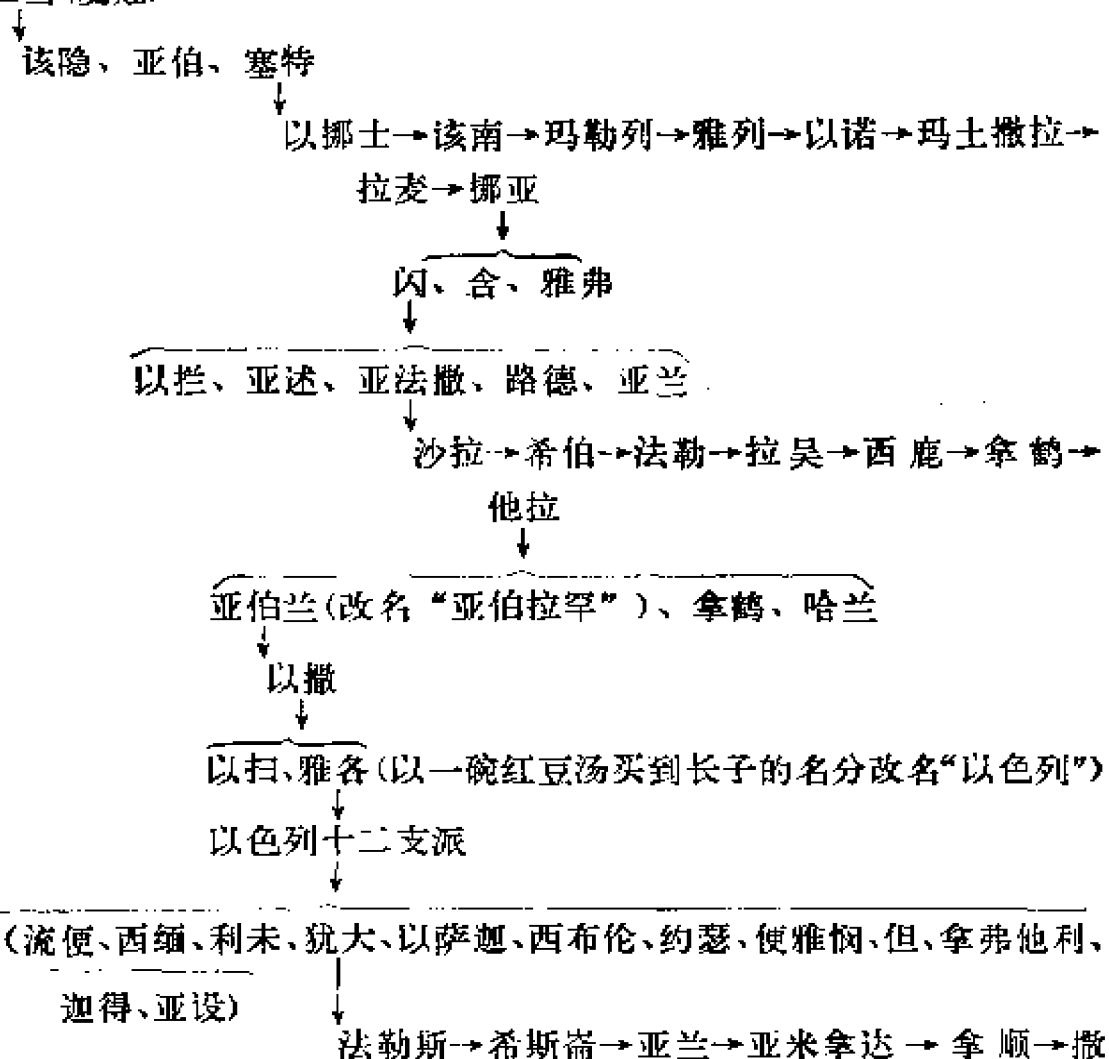 该隐、亚伯、塞特
以挪士→该南→玛勒列→雅列→以诺→玛土撒拉→
拉麦→挪亚
闪、含、雅弗
以拦、亚述、亚法撒、路德、亚兰
沙拉→希伯→法勒→拉吴→西鹿→拿鹤→
他拉
亚伯兰(改名“亚伯拉罕”)、拿鹤、哈兰
以撒
以扫、雅各(以一碗红豆汤买到长子的名分改名“以色列”)
以色列十二支派
(流便、西缅、利未、犹大、以萨迦、西布伦、约瑟、便雅悯、但、拿弗他利、
迦得、亚设)
法勒斯→希斯崙→亚兰→亚米拿达→拿顺→撒